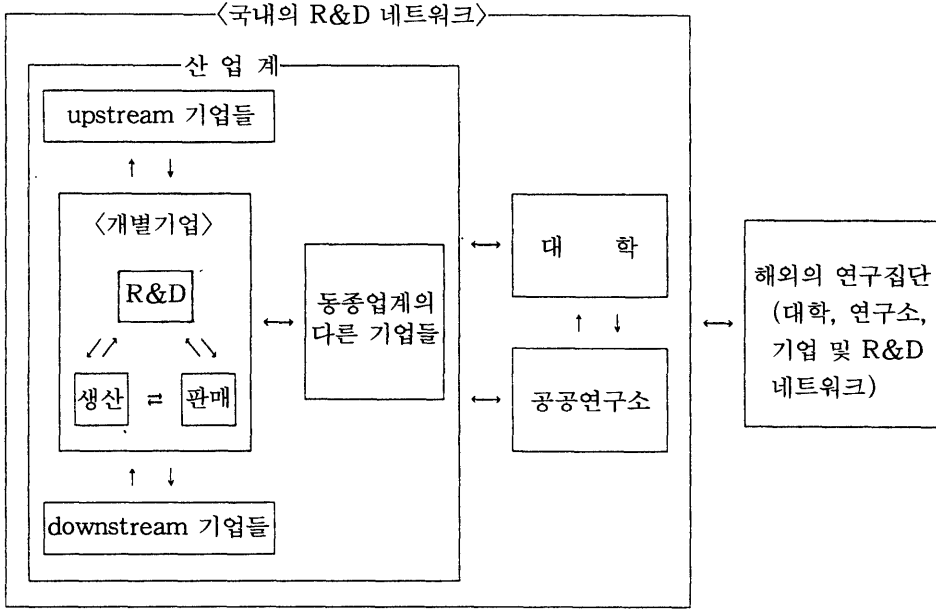 〈국내의 R&D 네트워크〉
산 업 계
upstream 기업들
↑ ↓
〈개별기업〉
R&D
생산 ⇄ 판매
↑ ↓
downstream 기업들
↔
동종업계의
다른 기업들
↔
대 학
↑ ↓
↔
공공연구소
↔
해외의 연구집단
(대학, 연구소,
기업 및 R&D
네트워크)